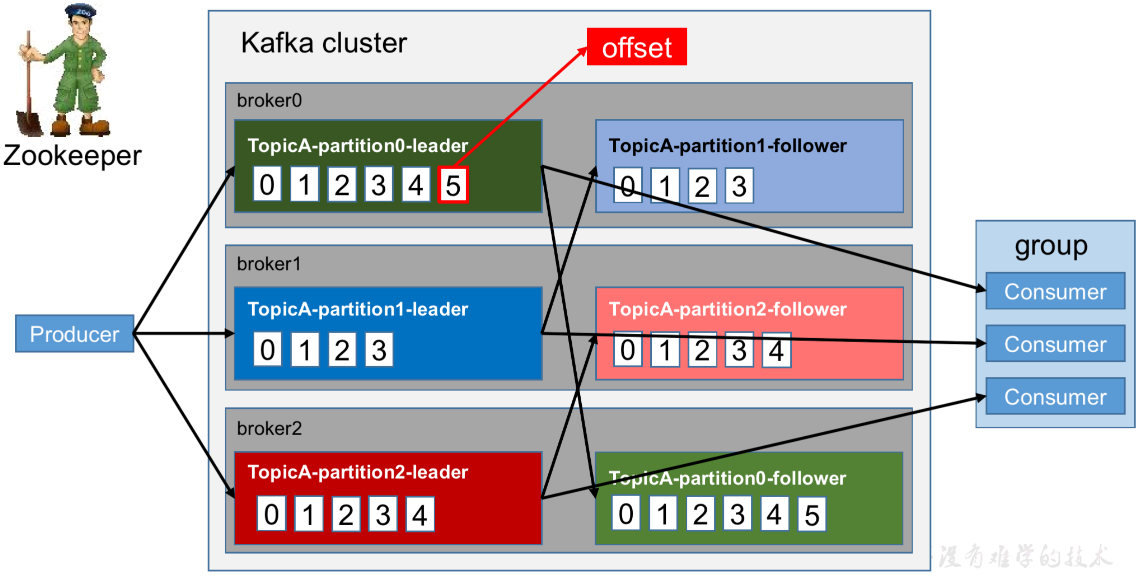 ZOO
Zookeeper
Kafka cluster
offset
broker0
TopicA-partition0-leader
0 1 2 3 4 5
TopicA-partition1-follower
0 1 2 3
broker1
TopicA-partition1-leader
0 1 2 3
TopicA-partition2-follower
0 1 2 3 4
broker2
TopicA-partition2-leader
0 1 2 3 4
TopicA-partition0-follower
0 1 2 3 4 5
Producer
group
Consumer
Consumer
Consumer
没有难学的技术